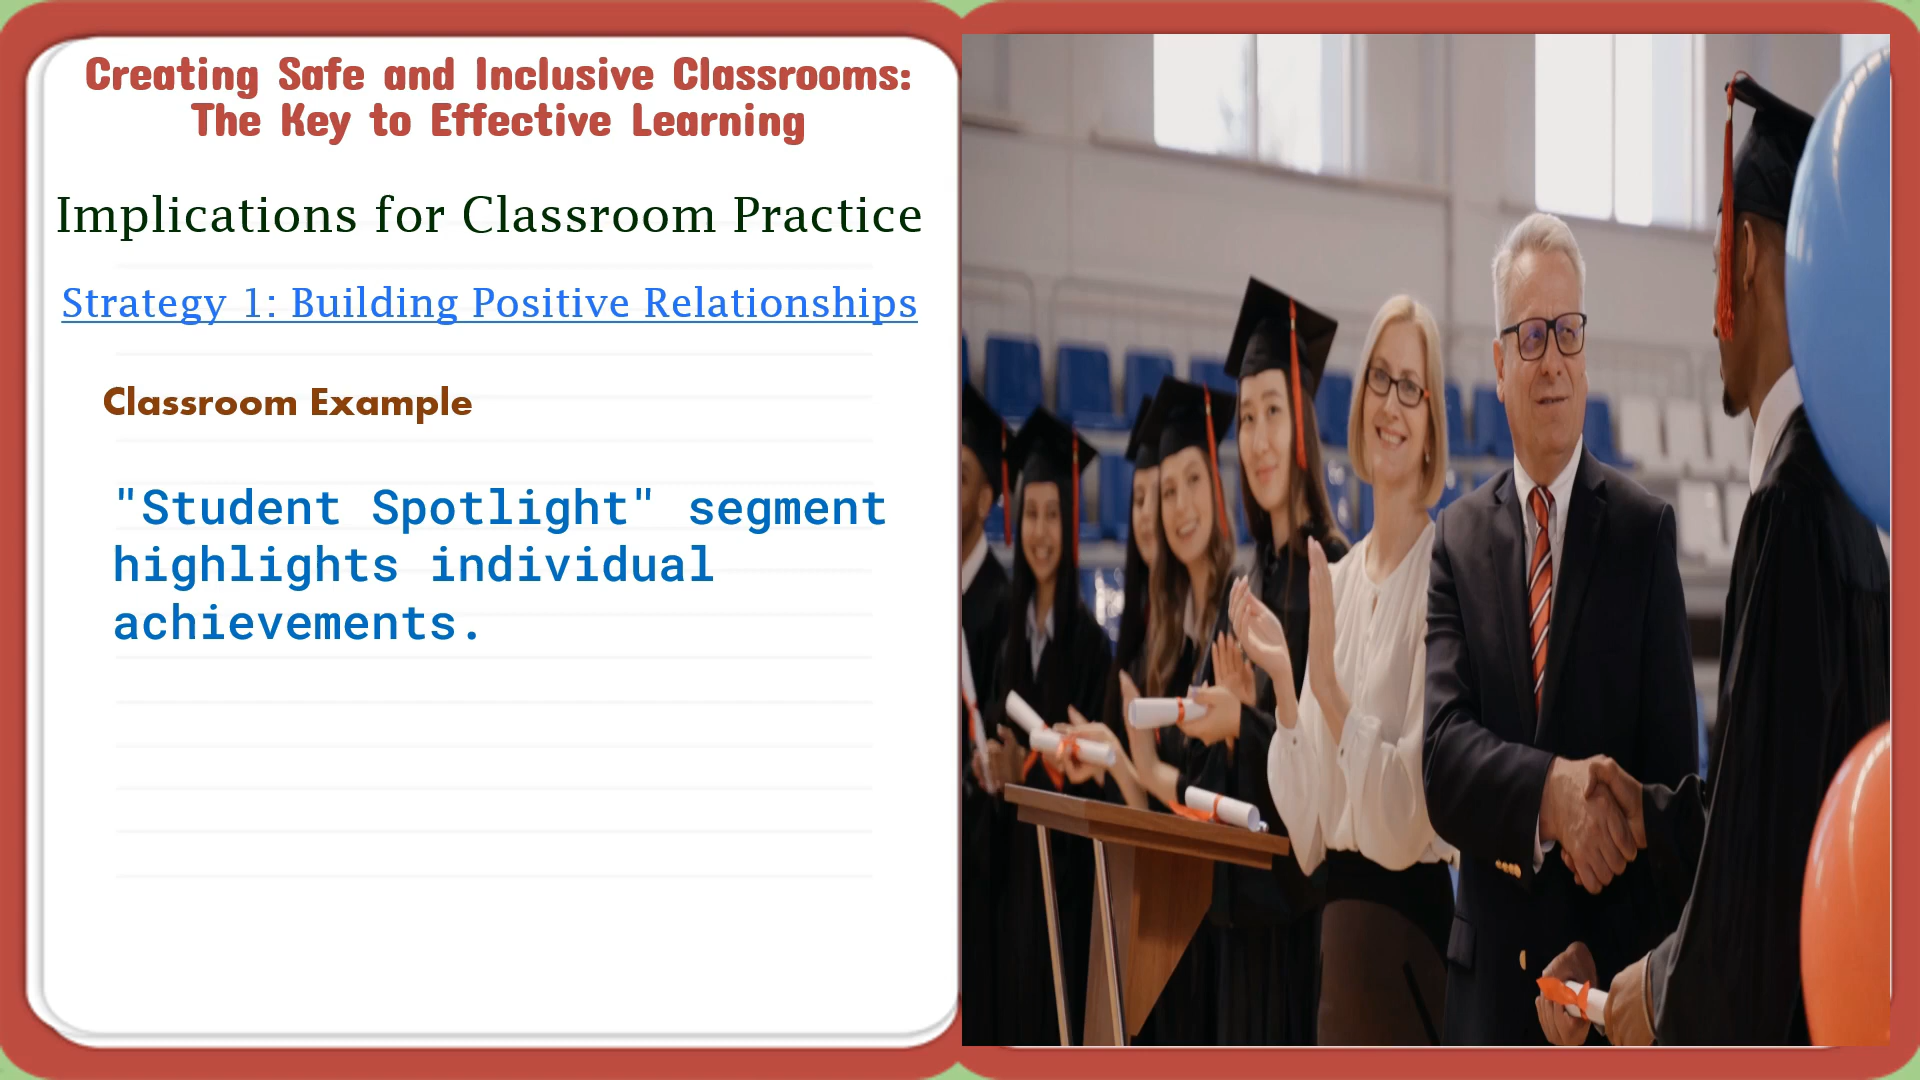 Creating Safe and Inclusive Classrooms:
The Key to Effective Learning
Implications for Classroom Practice
Strategy 1: Building Positive Relationships
Classroom Example
"Student Spotlight" segment
highlights individual
achievements.